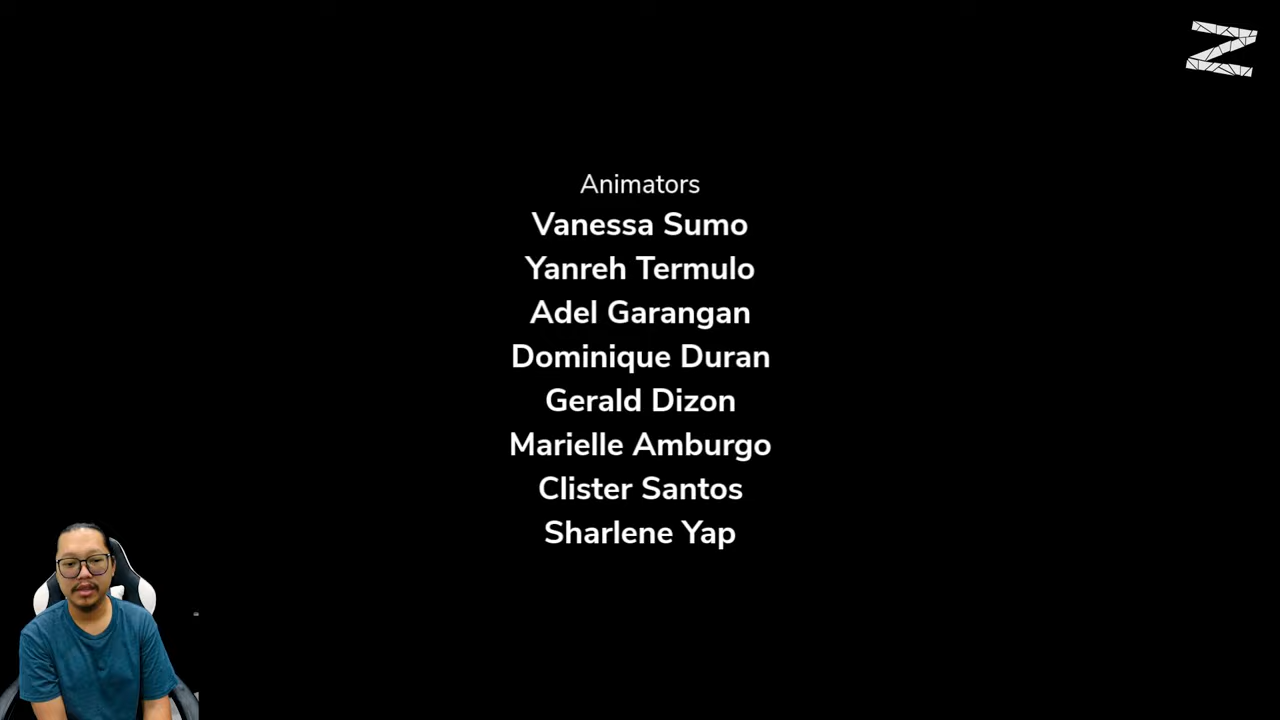 Z
Animators
Vanessa Sumo
Yanreh Termulo
Adel Garangan
Dominique Duran
Gerald Dizon
Marielle Amburgo
Clister Santos
Sharlene Yap